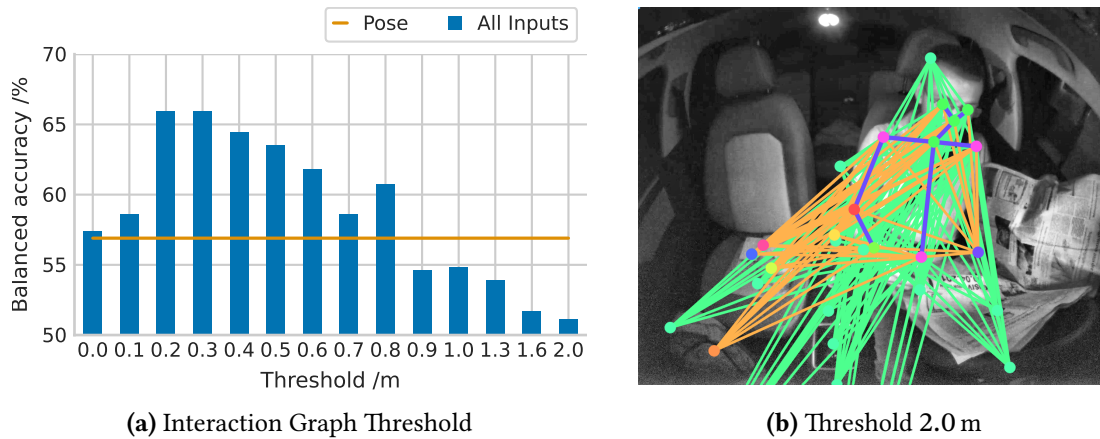 Pose All Inputs
Balanced accuracy /%
70
65
60
55
50
0.0 0.1 0.2 0.3 0.4 0.5 0.6 0.7 0.8 0.9 1.0 1.3 1.6 2.0
Threshold /m
(a) Interaction Graph Threshold
(b) Threshold 2.0 m